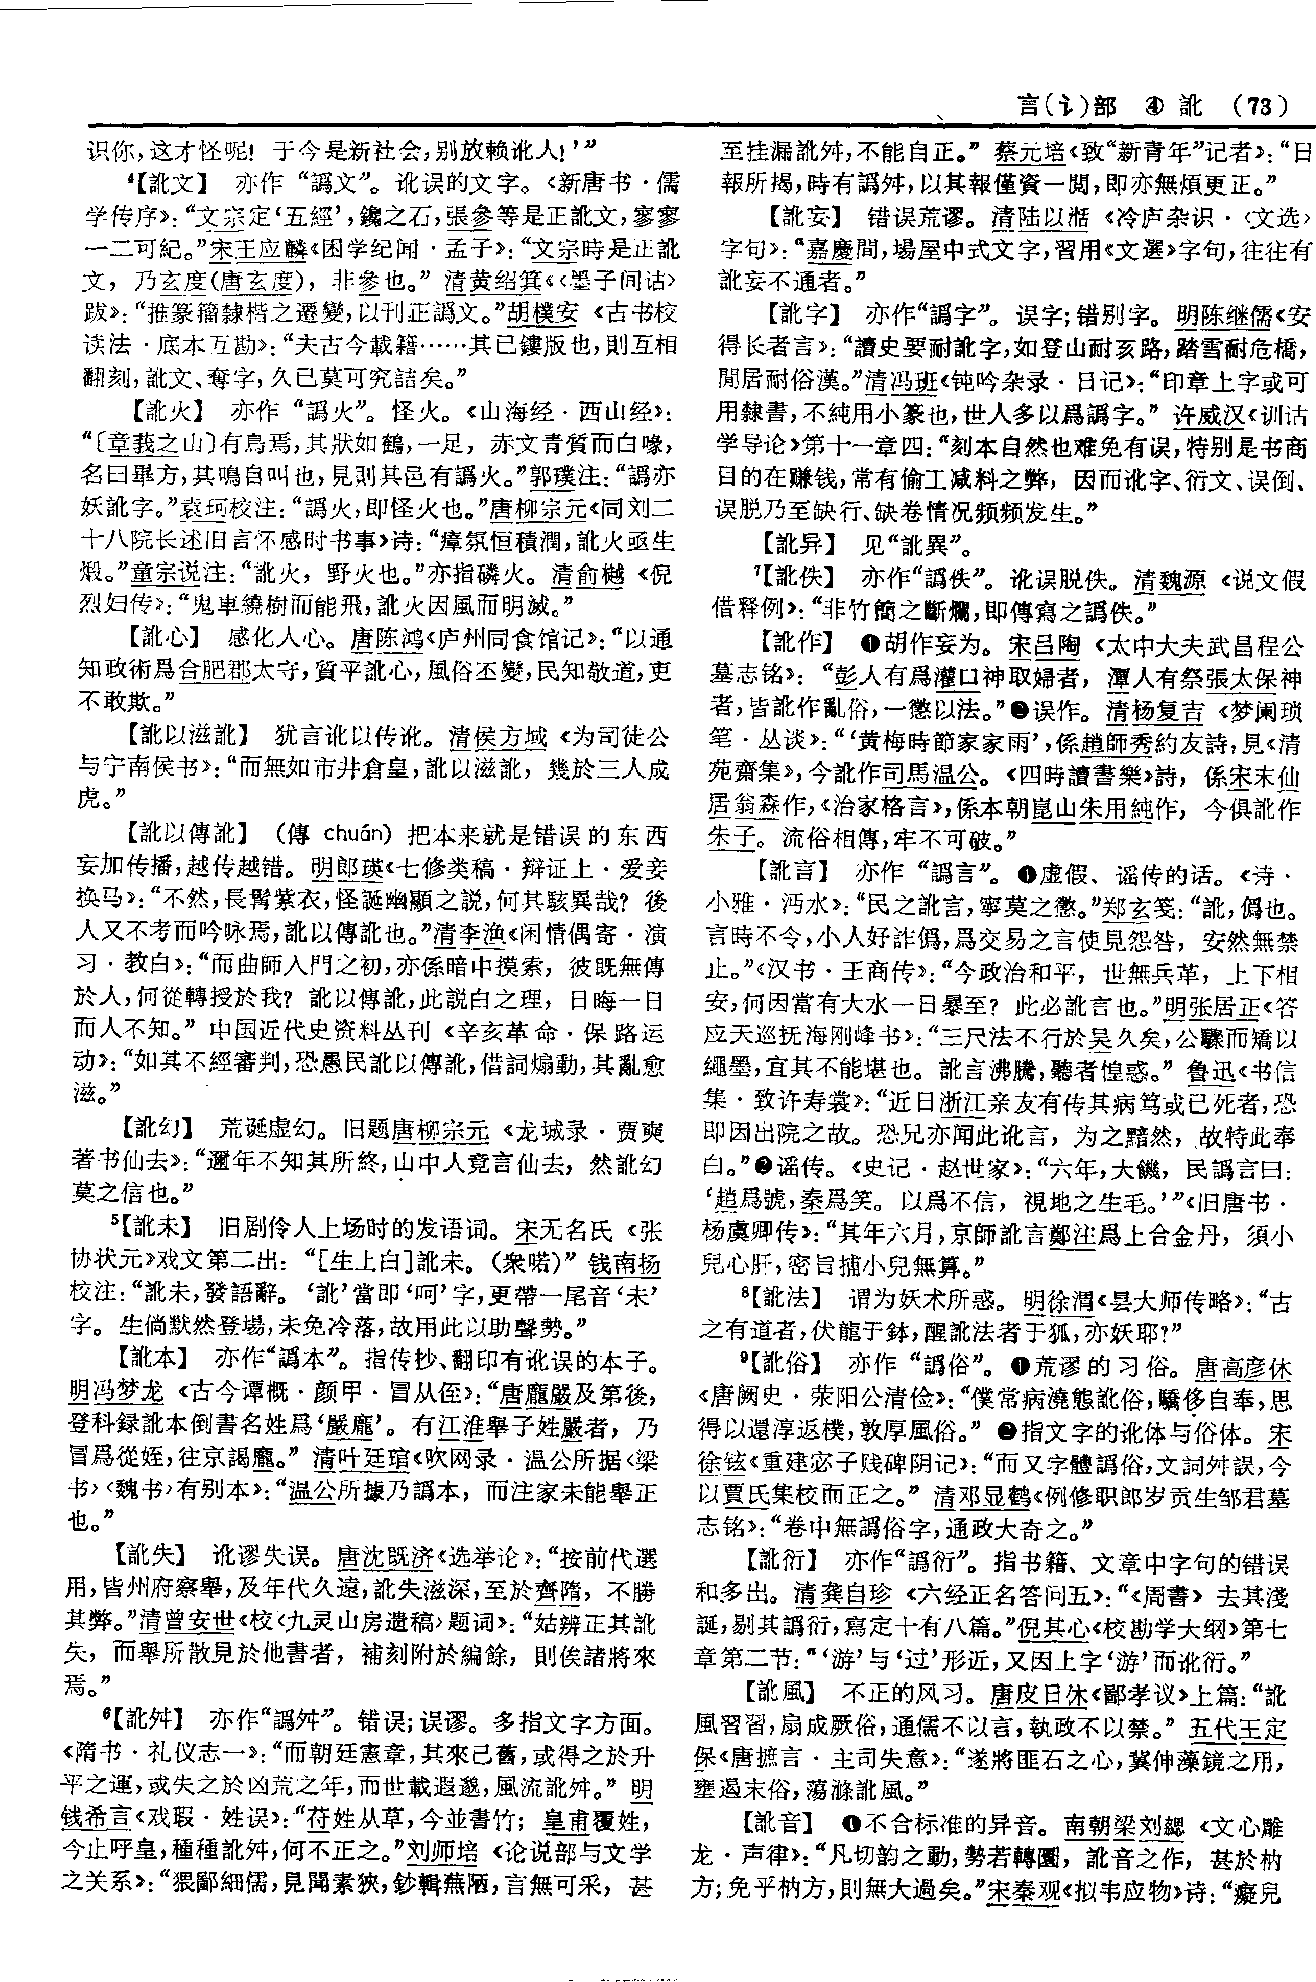 言(讠)部　④　訛　(73)
识你,这才怪呢! 于今是新社会,别放赖讹人!’”
⁴【訛文】 亦作“譌文”。讹误的文字。《新唐书·儒
学传序》:“文宗定‘五經’,鑱之石,張參等是正訛文,寥寥
一二可紀。”宋王应麟《困学纪闻·孟子》:“文宗時是正訛
文，乃玄度(唐玄度)，非參也。”清黄绍箕《〈墨子间诂〉
跋》:“推篆籀隸楷之遷變,以刊正譌文。”胡樸安《古书校
读法·底本互勘》:“夫古今載籍……其已鏤版也,則互相
翻刻,訛文、奪字,久已莫可究詰矣。”
【訛火】 亦作“譌火”。怪火。《山海经·西山经》:
“〔章莪之山〕有鳥焉,其狀如鶴,一足，赤文青質而白喙,
名曰畢方,其鳴自叫也,見則其邑有譌火。”郭璞注:“譌亦
妖訛字。”袁珂校注:“譌火,即怪火也。”唐柳宗元《同刘二
十八院长述旧言怀感时书事》诗:“瘴氛恒積潤,訛火亟生
煅。”童宗说注:“訛火，野火也。”亦指磷火。清俞樾《倪
烈妇传》:“鬼車繞樹而能飛,訛火因風而明滅。”
【訛心】 感化人心。唐陈鸿《庐州同食馆记》:“以通
知政術爲合肥郡太守,質平訛心,風俗丕變,民知敬道,吏
不敢欺。”
【訛以滋訛】 犹言讹以传讹。清侯方域《为司徒公
与宁南侯书》:“而無如市井倉皇,訛以滋訛，幾於三人成
虎。”
【訛以傳訛】 (傳 chuán) 把本来就是错误的东西
妄加传播,越传越错。明郎瑛《七修类稿·辩证上·爱妾
换马》:“不然,長髯紫衣,怪誕幽顯之説,何其駭異哉? 後
人又不考而吟咏焉,訛以傳訛也。”清李渔《闲情偶寄·演
习·教白》:“而曲師入門之初,亦係暗中摸索，彼既無傳
於人,何從轉授於我? 訛以傳訛,此説白之理，日晦一日
而人不知。”中国近代史资料丛刊《辛亥革命·保路运
动》:“如其不經審判,恐愚民訛以傳訛,借詞煽動,其亂愈
滋。”
【訛幻】 荒诞虚幻。旧题唐柳宗元《龙城录·贾奭
著书仙去》:“邇年不知其所終,山中人竟言仙去，然訛幻
莫之信也。”
⁵【訛未】 旧剧伶人上场时的发语词。宋无名氏《张
协状元》戏文第二出:“[生上白]訛未。(衆喏)”钱南扬
校注:“訛未,發語辭。‘訛’當即‘呵’字,更帶一尾音‘未’
字。生倘默然登場,未免冷落,故用此以助聲勢。”
【訛本】 亦作“譌本”。指传抄、翻印有讹误的本子。
明冯梦龙《古今谭概·颜甲·冒从侄》:“唐龐嚴及第後,
登科録訛本倒書名姓爲‘嚴龐’。有江淮舉子姓嚴者，乃
冒爲從姪,往京謁龐。”清叶廷琯《吹网录·温公所据〈梁
书〉〈魏书〉有别本》:“温公所據乃譌本，而注家未能舉正
也。”
【訛失】 讹谬失误。唐沈既济《选举论》:“按前代選
用,皆州府察舉,及年代久遠,訛失滋深,至於齊隋，不勝
其弊。”清曾安世《校〈九灵山房遗稿〉题词》:“姑辨正其訛
失，而舉所散見於他書者，補刻附於編餘，則俟諸將來
焉。”
⁶【訛舛】 亦作“譌舛”。错误;误谬。多指文字方面。
《隋书·礼仪志一》:“而朝廷憲章,其來已舊,或得之於升
平之運,或失之於凶荒之年,而世載遐邈,風流訛舛。”明
钱希言《戏瑕·姓误》:“苻姓从草,今並書竹；皇甫覆姓,
今止呼皇,種種訛舛,何不正之。”刘师培《论说部与文学
之关系》:“猥鄙細儒,見聞素狹,鈔輯蕪陋,言無可采，甚
至挂漏訛舛,不能自正。”蔡元培《致“新青年”记者》:“日
報所揭,時有譌舛,以其報僅資一閲,即亦無煩更正。”
【訛妄】 错误荒谬。清陆以湉《冷庐杂识·〈文选〉
字句》:“嘉慶間,場屋中式文字,習用《文選》字句,往往有
訛妄不通者。”
【訛字】 亦作“譌字”。误字;错别字。明陈继儒《安
得长者言》:“讀史要耐訛字,如登山耐亥路,踏雪耐危橋,
閒居耐俗漢。”清冯班《钝吟杂录·日记》:“印章上字或可
用隸書,不純用小篆也,世人多以爲譌字。”许威汉《训诂
学导论》第十一章四:“刻本自然也难免有误,特别是书商
目的在赚钱,常有偷工减料之弊，因而讹字、衍文、误倒、
误脱乃至缺行、缺卷情况频频发生。”
【訛异】 见“訛異”。
⁷【訛佚】 亦作“譌佚”。讹误脱佚。清魏源《说文假
借释例》:“非竹簡之斷爛,即傳寫之譌佚。”
【訛作】 ❶胡作妄为。宋吕陶《太中大夫武昌程公
墓志铭》:“彭人有爲灌口神取婦者，潭人有祭張太保神
者,皆訛作亂俗,一懲以法。”❷误作。清杨复吉《梦阑琐
笔·丛谈》:“‘黄梅時節家家雨’,係趙師秀約友詩,見《清
苑齋集》,今訛作司馬温公。《四時讀書樂》詩，係宋末仙
居翁森作,《治家格言》,係本朝崑山朱用純作，今俱訛作
朱子。流俗相傳,牢不可破。”
【訛言】 亦作“譌言”。❶虚假、谣传的话。《诗·
小雅·沔水》:“民之訛言,寧莫之懲。”郑玄笺:“訛,僞也。
言時不令,小人好詐僞,爲交易之言使見怨咎，安然無禁
止。”《汉书·王商传》:“今政治和平，世無兵革，上下相
安,何因當有大水一日暴至? 此必訛言也。”明张居正《答
应天巡抚海刚峰书》:“三尺法不行於吴久矣,公驟而矯以
繩墨,宜其不能堪也。訛言沸騰,聽者惶惑。”鲁迅《书信
集·致许寿裳》:“近日浙江亲友有传其病笃或已死者,恐
即因出院之故。恐兄亦闻此讹言，为之黯然，故特此奉
白。”❷谣传。《史记·赵世家》:“六年,大饑，民譌言曰:
‘趙爲號,秦爲笑。以爲不信，視地之生毛。’”《旧唐书·
杨虞卿传》:“其年六月,京師訛言鄭注爲上合金丹，須小
兒心肝,密旨捕小兒無算。”
⁸【訛法】 谓为妖术所惑。明徐渭《昙大师传略》:“古
之有道者,伏龍于鉢,醒訛法者于狐,亦妖耶?”
⁹【訛俗】 亦作“譌俗”。❶荒谬的习俗。唐高彦休
《唐阙史·荥阳公清俭》:“僕常病澆態訛俗,驕侈自奉,思
得以還淳返樸,敦厚風俗。”❷指文字的讹体与俗体。宋
徐铉《重建宓子贱碑阴记》:“而又字體譌俗,文詞舛誤,今
以賈氏集校而正之。”清邓显鹤《例修职郎岁贡生邹君墓
志铭》:“卷中無譌俗字,通政大奇之。”
【訛衍】 亦作“譌衍”。指书籍、文章中字句的错误
和多出。清龚自珍《六经正名答问五》:“《周書》去其淺
誕,剔其譌衍,寫定十有八篇。”倪其心《校勘学大纲》第七
章第二节:“‘游’与‘过’形近,又因上字‘游’而讹衍。”
【訛風】 不正的风习。唐皮日休《鄙孝议》上篇:“訛
風習習,扇成厥俗,通儒不以言,執政不以禁。”五代王定
保《唐摭言·主司失意》:“遂將匪石之心,冀伸藻鏡之用,
壅遏末俗,蕩滌訛風。”
【訛音】 ❶不合标准的异音。南朝梁刘勰《文心雕
龙·声律》:“凡切韵之動,勢若轉圜，訛音之作，甚於枘
方;免乎枘方,則無大過矣。”宋秦观《拟韦应物》诗:“癡兒